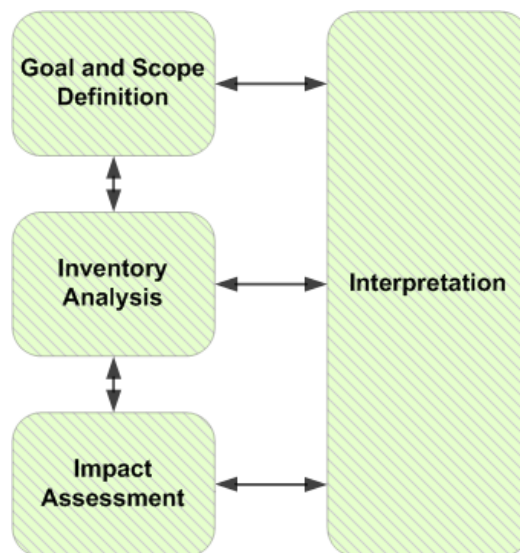 Goal and Scope
Definition
Inventory
Analysis
Interpretation
Impact
Assessment